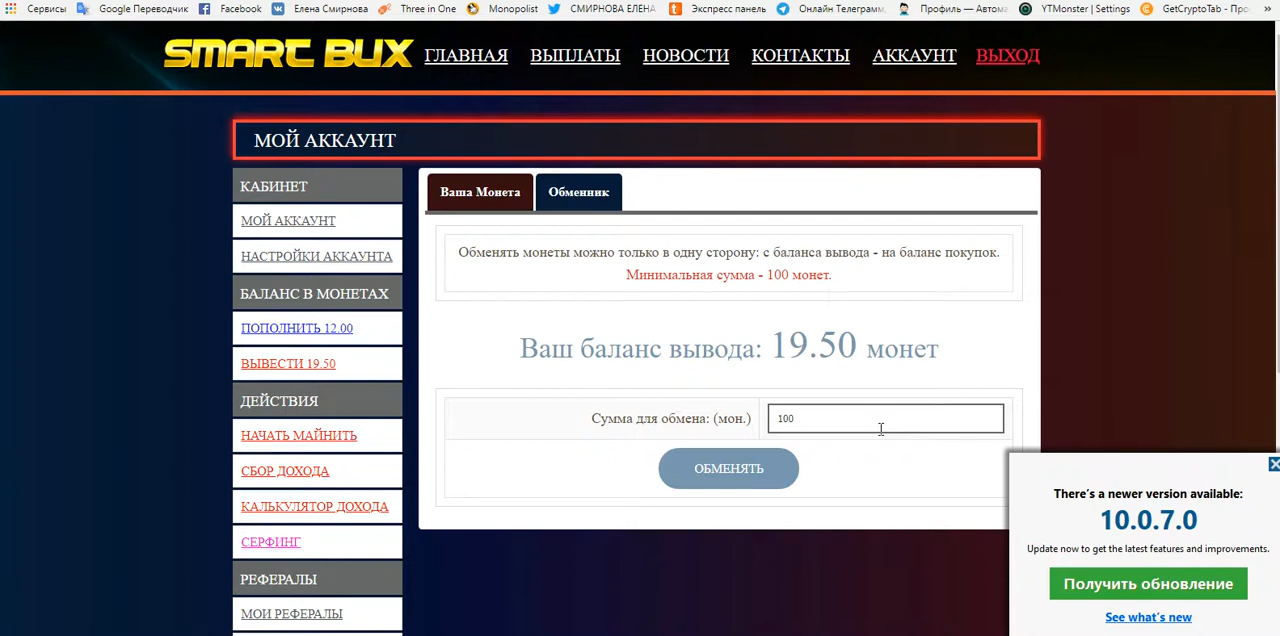 Сервисы Google Переводчик Facebook Елена Смирнова Three in One Monopolist СМИРНОВА ЕЛЕНА Экспресс панель Онлайн Телеграмм, Профиль — Автома YTMonster | Settings GetCryptoTab - Про »
SMART BUX ГЛАВНАЯ ВЫПЛАТЫ НОВОСТИ КОНТАКТЫ АККАУНТ ВЫХОД
МОЙ АККАУНТ
КАБИНЕТ
МОЙ АККАУНТ
НАСТРОЙКИ АККАУНТА
БАЛАНС В МОНЕТАХ
ПОПОЛНИТЬ 12.00
ВЫВЕСТИ 19.50
ДЕЙСТВИЯ
НАЧАТЬ МАЙНИТЬ
СБОР ДОХОДА
КАЛЬКУЛЯТОР ДОХОДА
СЕРФИНГ
РЕФЕРАЛЫ
МОИ РЕФЕРАЛЫ
Ваша Монета Обменник
Обменять монеты можно только в одну сторону: с баланса вывода - на баланс покупок.
Минимальная сумма - 100 монет.
Ваш баланс вывода: 19.50 монет
Сумма для обмена: (мон.) 100
ОБМЕНЯТЬ
There's a newer version available:
10.0.7.0
Update now to get the latest features and improvements.
Получить обновление
See what's new